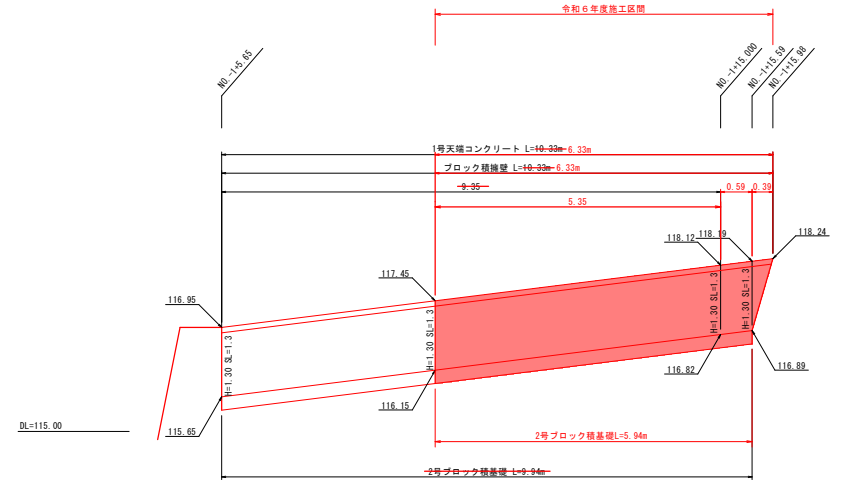 令和６年度施工区間
NO.-1+5.65
NO.-1+15.000
NO.-1+15.59
NO.-1+15.98
1号天端コンクリート L=10.33m 6.33m
ブロック積擁壁 L=10.33m 6.33m
9.35
0.59
0.39
5.35
118.12
118.19
118.24
117.45
116.95
H=1.30 SL=1.3
H=1.30 SL=1.3
H=1.30 SL=1.3
H=1.30 SL=1.3
116.82
116.89
116.15
115.65
DL=115.00
2号ブロック積基礎L=5.94m
2号ブロック積基礎 L=9.94m